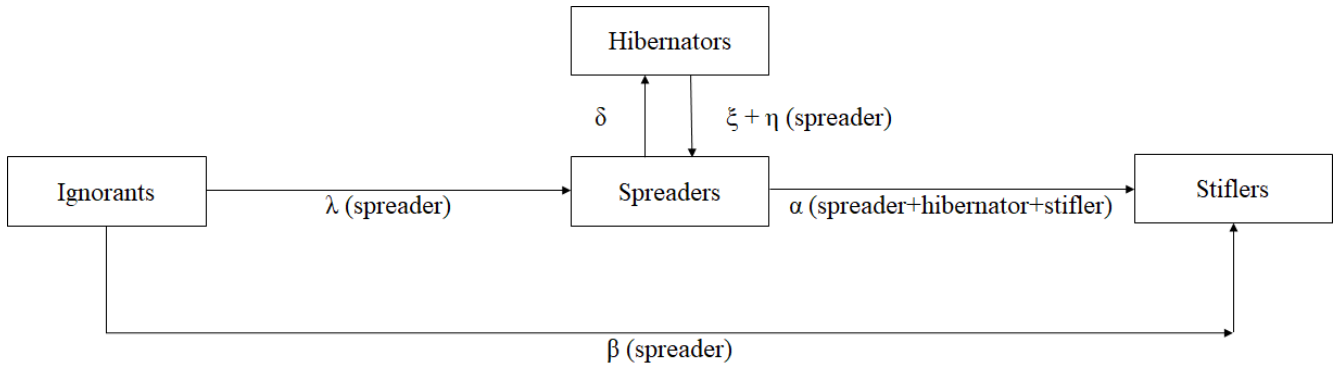 Hibernators
δ
ξ + η (spreader)
Ignorants
λ (spreader)
Spreaders
α (spreader+hibernator+stifler)
Stiflers
β (spreader)